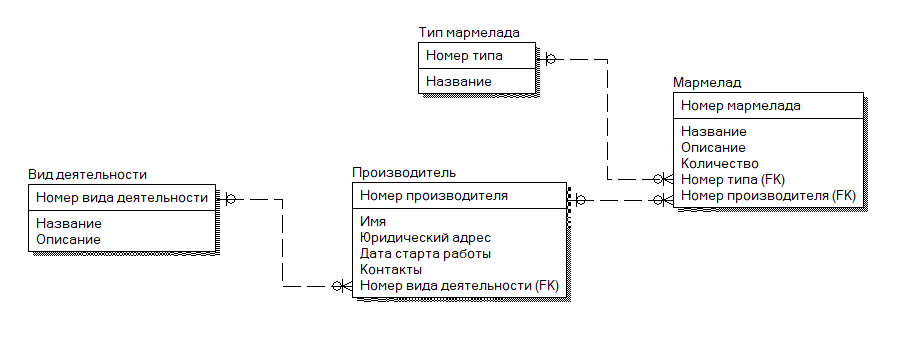 Тип мармелада
Номер типа
Название
Мармелад
Номер мармелада
Название
Описание
Количество
Номер типа (FK)
Номер производителя (FK)
Вид деятельности
Номер вида деятельности
Название
Описание
Производитель
Номер производителя
Имя
Юридический адрес
Дата старта работы
Контакты
Номер вида деятельности (FK)